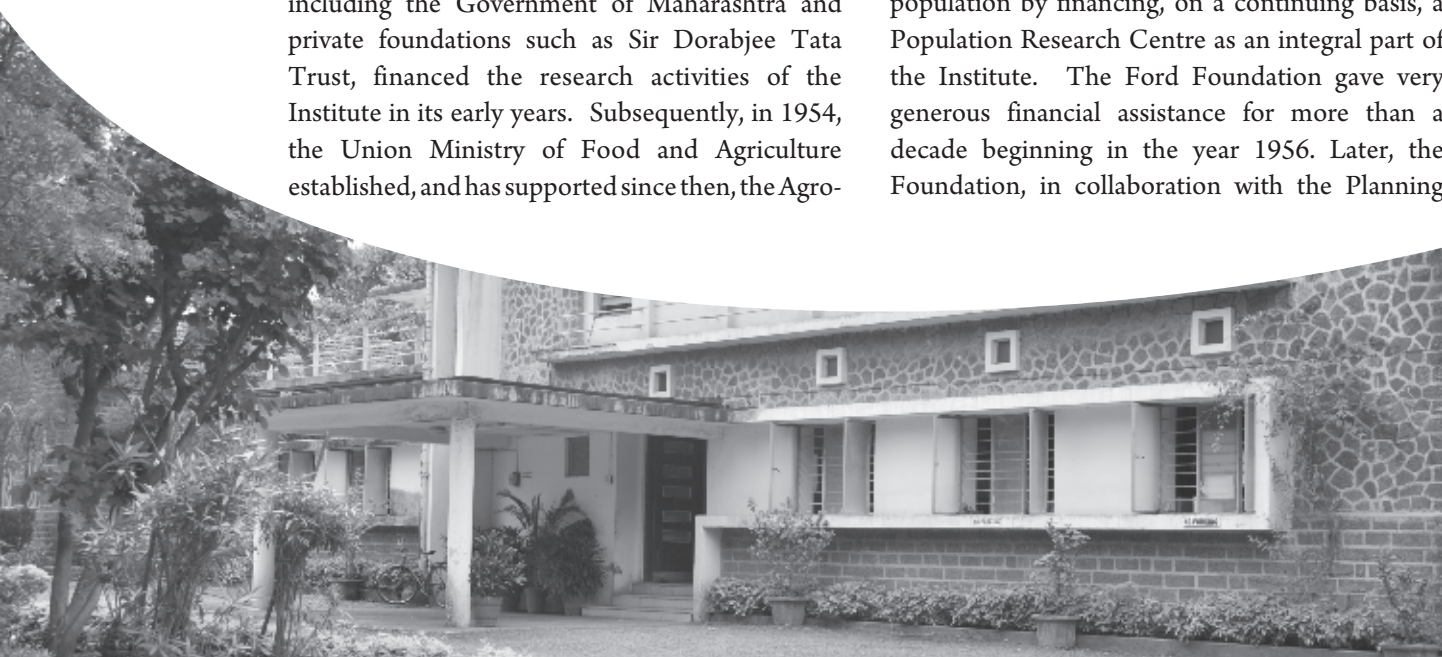 including the Government of Maharashtra and
private foundations such as Sir Dorabjee Tata
Trust, financed the research activities of the
Institute in its early years. Subsequently, in 1954,
the Union Ministry of Food and Agriculture
established, and has supported since then, the Agro-
population by financing, on a continuing basis, a
Population Research Centre as an integral part of
the Institute. The Ford Foundation gave very
generous financial assistance for more than a
decade beginning in the year 1956. Later, the
Foundation, in collaboration with the Planning